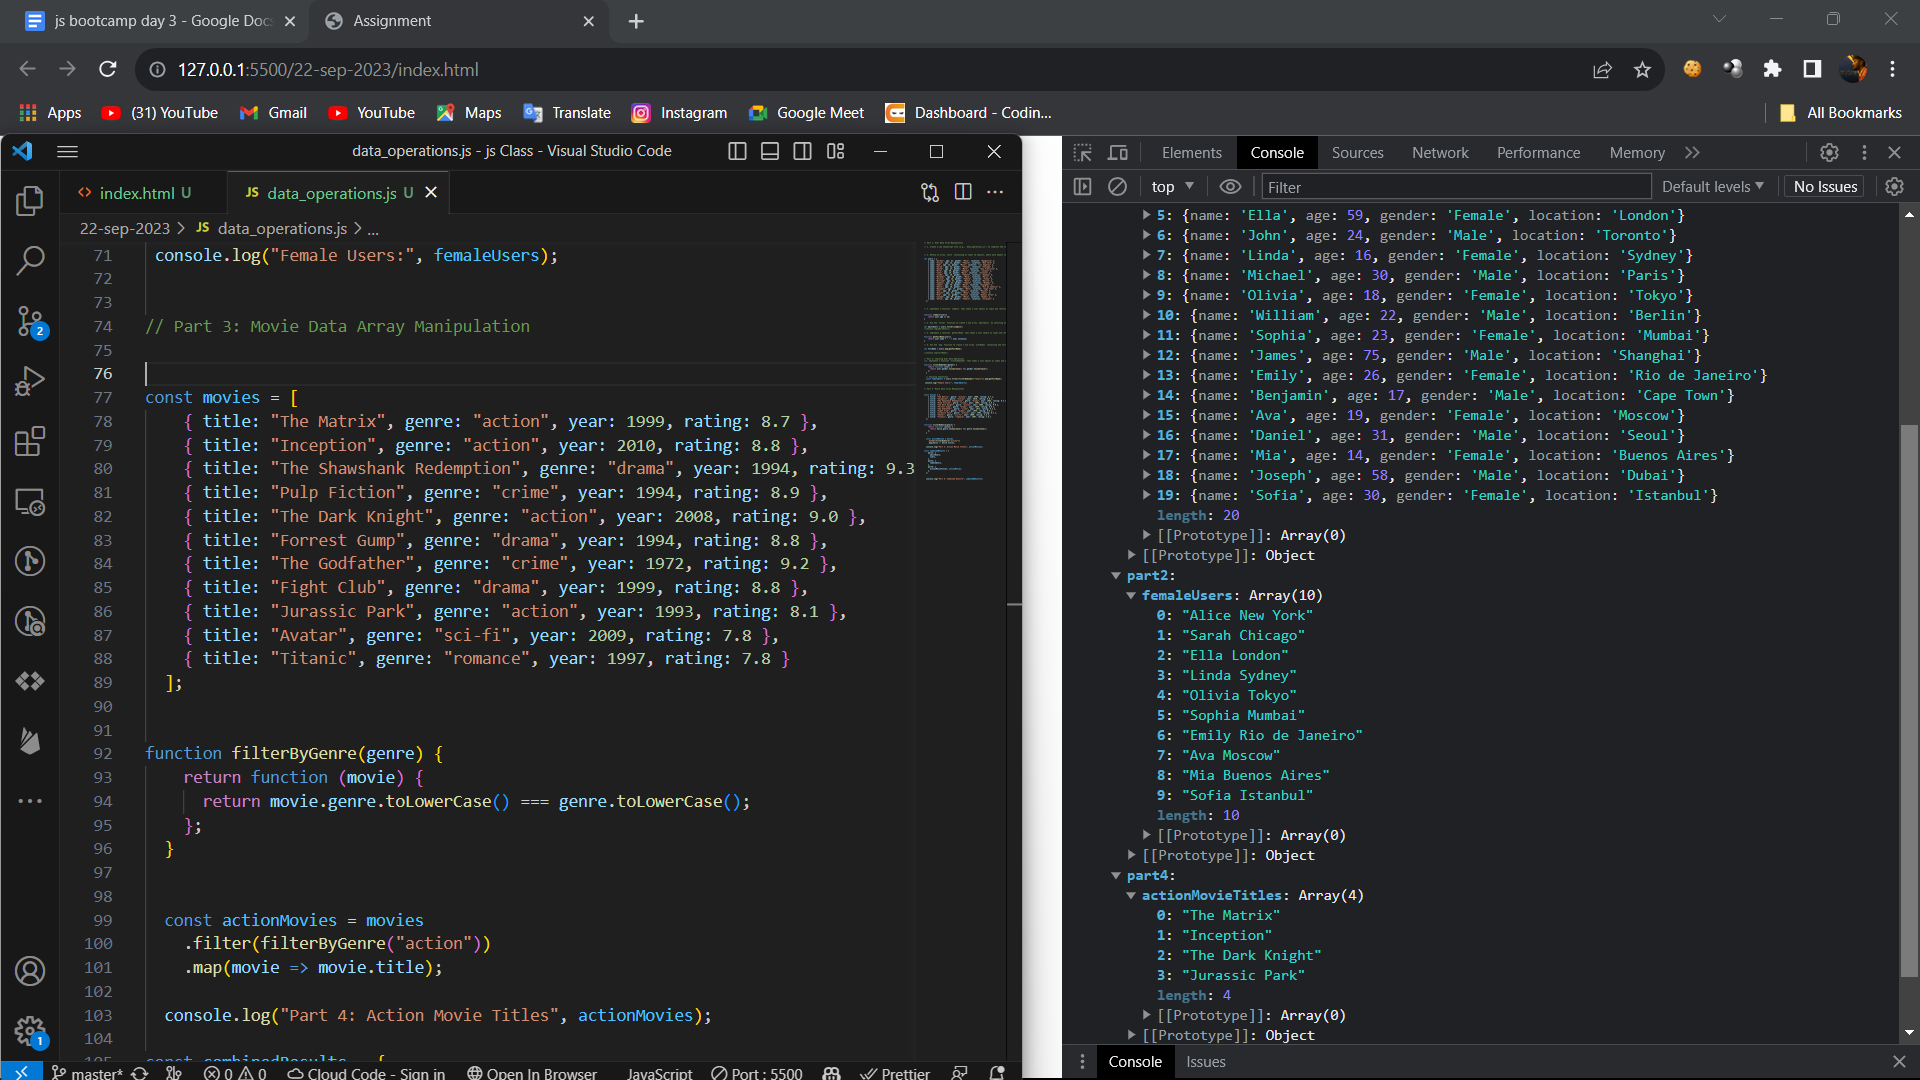 js bootcamp day 3 - Google Docs
Assignment
127.0.0.1:5500/22-sep-2023/index.html
Apps
(31) YouTube
Gmail
YouTube
Maps
Translate
Instagram
Google Meet
Dashboard - Codin...
All Bookmarks
data_operations.js - js Class - Visual Studio Code
index.html U
JS data_operations.js U
22-sep-2023 > JS data_operations.js > ...
71 console.log("Female Users:", femaleUsers);
72
73
74 // Part 3: Movie Data Array Manipulation
75
76
77 const movies = [
78 { title: "The Matrix", genre: "action", year: 1999, rating: 8.7 },
79 { title: "Inception", genre: "action", year: 2010, rating: 8.8 },
80 { title: "The Shawshank Redemption", genre: "drama", year: 1994, rating: 9.3
81 { title: "Pulp Fiction", genre: "crime", year: 1994, rating: 8.9 },
82 { title: "The Dark Knight", genre: "action", year: 2008, rating: 9.0 },
83 { title: "Forrest Gump", genre: "drama", year: 1994, rating: 8.8 },
84 { title: "The Godfather", genre: "crime", year: 1972, rating: 9.2 },
85 { title: "Fight Club", genre: "drama", year: 1999, rating: 8.8 },
86 { title: "Jurassic Park", genre: "action", year: 1993, rating: 8.1 },
87 { title: "Avatar", genre: "sci-fi", year: 2009, rating: 7.8 },
88 { title: "Titanic", genre: "romance", year: 1997, rating: 7.8 }
89 ];
90
91
92 function filterByGenre(genre) {
93 return function (movie) {
94 return movie.genre.toLowerCase() === genre.toLowerCase();
95 };
96 }
97
98
99 const actionMovies = movies
100 .filter(filterByGenre("action"))
101 .map(movie => movie.title);
102
103 console.log("Part 4: Action Movie Titles", actionMovies);
104
105 const combinedResults = {
2
1
master*
0 0
Cloud Code - Sign in
Open In Browser
JavaScript
Port : 5500
Prettier
Elements
Console
Sources
Network
Performance
Memory
top
Filter
Default levels
No Issues
5: {name: 'Ella', age: 59, gender: 'Female', location: 'London'}
6: {name: 'John', age: 24, gender: 'Male', location: 'Toronto'}
7: {name: 'Linda', age: 16, gender: 'Female', location: 'Sydney'}
8: {name: 'Michael', age: 30, gender: 'Male', location: 'Paris'}
9: {name: 'Olivia', age: 18, gender: 'Female', location: 'Tokyo'}
10: {name: 'William', age: 22, gender: 'Male', location: 'Berlin'}
11: {name: 'Sophia', age: 23, gender: 'Female', location: 'Mumbai'}
12: {name: 'James', age: 75, gender: 'Male', location: 'Shanghai'}
13: {name: 'Emily', age: 26, gender: 'Female', location: 'Rio de Janeiro'}
14: {name: 'Benjamin', age: 17, gender: 'Male', location: 'Cape Town'}
15: {name: 'Ava', age: 19, gender: 'Female', location: 'Moscow'}
16: {name: 'Daniel', age: 31, gender: 'Male', location: 'Seoul'}
17: {name: 'Mia', age: 14, gender: 'Female', location: 'Buenos Aires'}
18: {name: 'Joseph', age: 58, gender: 'Male', location: 'Dubai'}
19: {name: 'Sofia', age: 30, gender: 'Female', location: 'Istanbul'}
length: 20
[[Prototype]]: Array(0)
[[Prototype]]: Object
part2:
femaleUsers: Array(10)
0: "Alice New York"
1: "Sarah Chicago"
2: "Ella London"
3: "Linda Sydney"
4: "Olivia Tokyo"
5: "Sophia Mumbai"
6: "Emily Rio de Janeiro"
7: "Ava Moscow"
8: "Mia Buenos Aires"
9: "Sofia Istanbul"
length: 10
[[Prototype]]: Array(0)
[[Prototype]]: Object
part4:
actionMovieTitles: Array(4)
0: "The Matrix"
1: "Inception"
2: "The Dark Knight"
3: "Jurassic Park"
length: 4
[[Prototype]]: Array(0)
[[Prototype]]: Object
Console
Issues